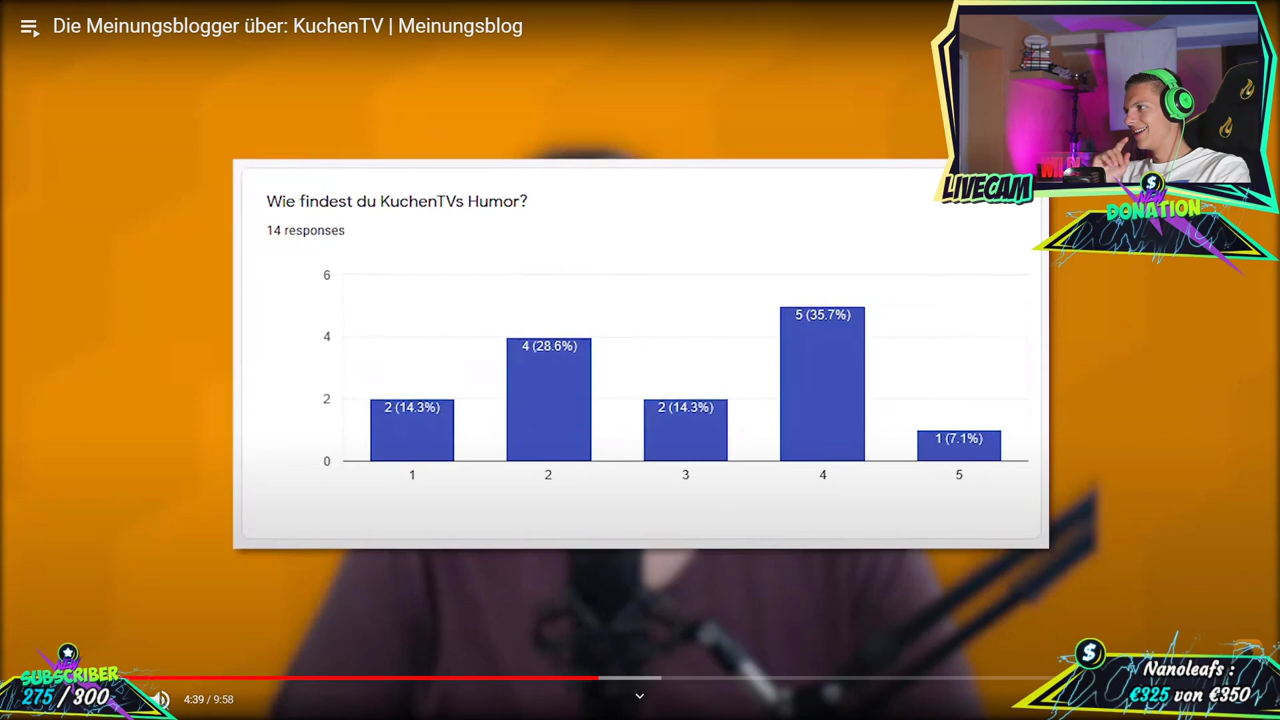 Die Meinungsblogger über: KuchenTV | Meinungsblog
LIVECAM
NEW
DONATION
Wie findest du KuchenTVs Humor?
14 responses
6
4
2
0
2 (14.3%)
4 (28.6%)
2 (14.3%)
5 (35.7%)
1 (7.1%)
1
2
3
4
5
NEW
SUBSCRIBER
275 / 300
4:39 / 9:58
$
Nanoleafs :
€325 von €350